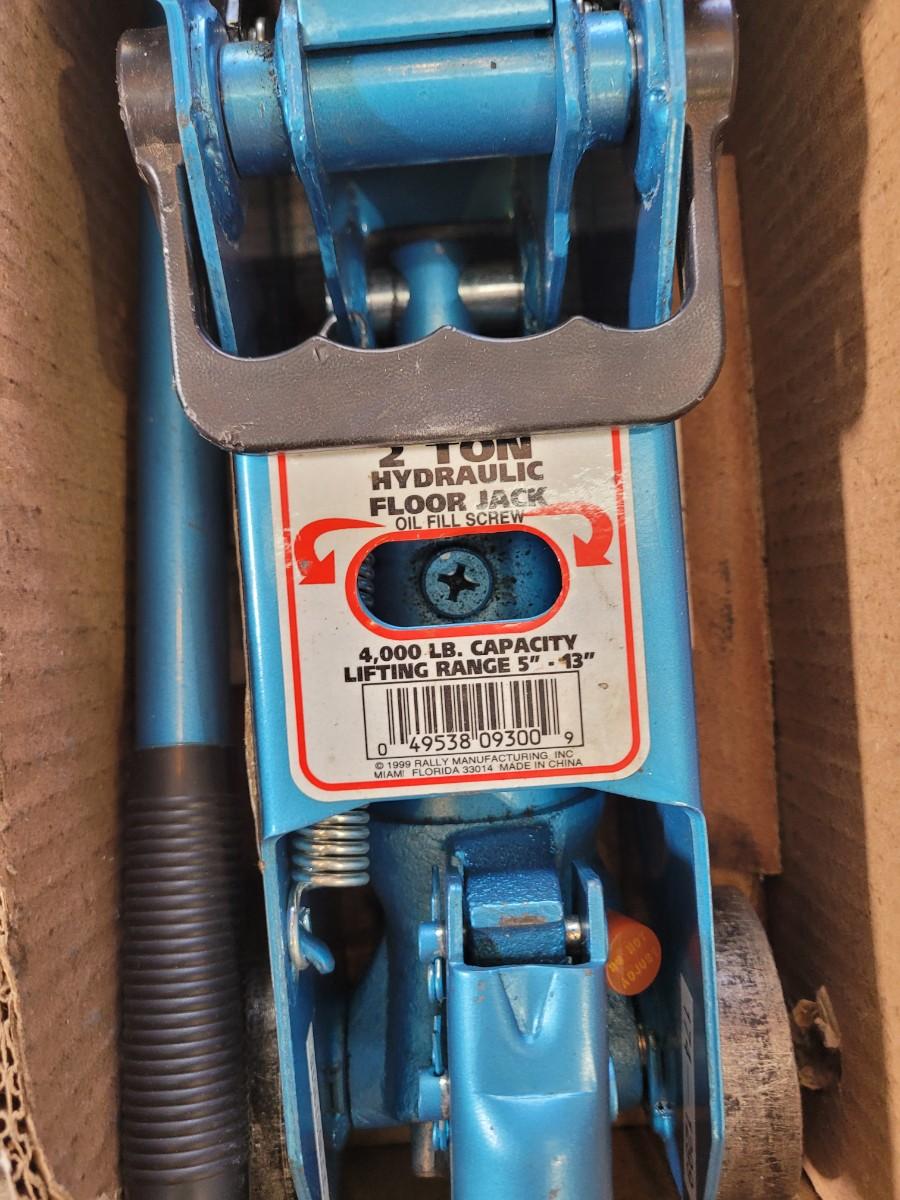 2 TON
HYDRAULIC
FLOOR JACK
OIL FILL SCREW
4,000 LB. CAPACITY
LIFTING RANGE 5" - 13"
0 49538 09300 9
© 1999 RALLY MANUFACTURING INC
MIAMI FLORIDA 33014 MADE IN CHINA